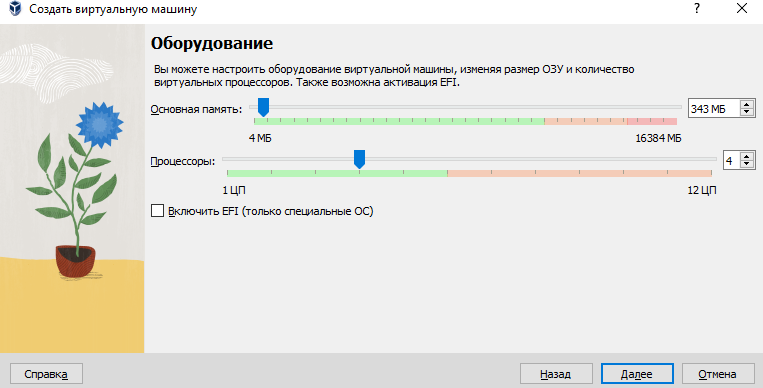 Создать виртуальную машину
Оборудование
Вы можете настроить оборудование виртуальной машины, изменяя размер ОЗУ и количество
виртуальных процессоров. Также возможна активация EFI.
Основная память: 343 МБ
4 МБ 16384 МБ
Процессоры: 4
1 ЦП 12 ЦП
Включить EFI (только специальные ОС)
Справка Назад Далее Отмена